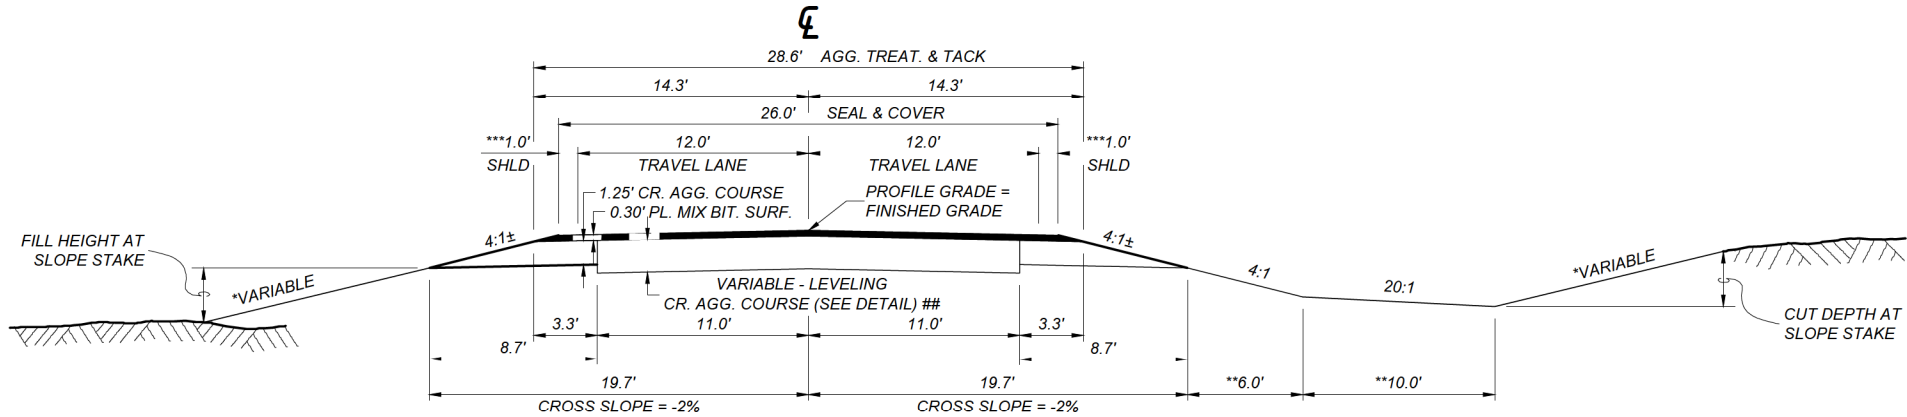 ℄
28.6' AGG. TREAT. & TACK
14.3' 14.3'
26.0' SEAL & COVER
***1.0' 12.0' 12.0' ***1.0'
SHLD TRAVEL LANE TRAVEL LANE SHLD
1.25' CR. AGG. COURSE
0.30' PL. MIX BIT. SURF.
PROFILE GRADE =
FINISHED GRADE
FILL HEIGHT AT
SLOPE STAKE
*VARIABLE
4:1±
4:1±
4:1
20:1
*VARIABLE
CUT DEPTH AT
SLOPE STAKE
VARIABLE - LEVELING
CR. AGG. COURSE (SEE DETAIL) ##
3.3' 11.0' 11.0' 3.3'
8.7' 8.7'
19.7' 19.7' **6.0' **10.0'
CROSS SLOPE = -2% CROSS SLOPE = -2%